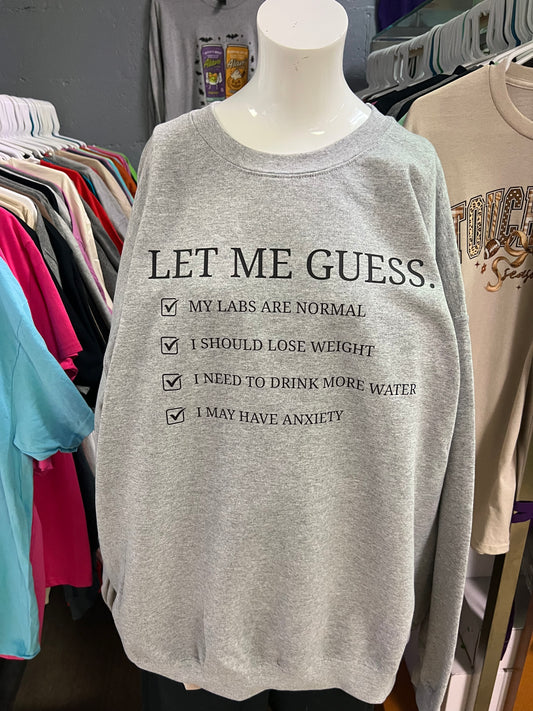 LET ME GUESS.
MY LABS ARE NORMAL
I SHOULD LOSE WEIGHT
I NEED TO DRINK MORE WATER
I MAY HAVE ANXIETY